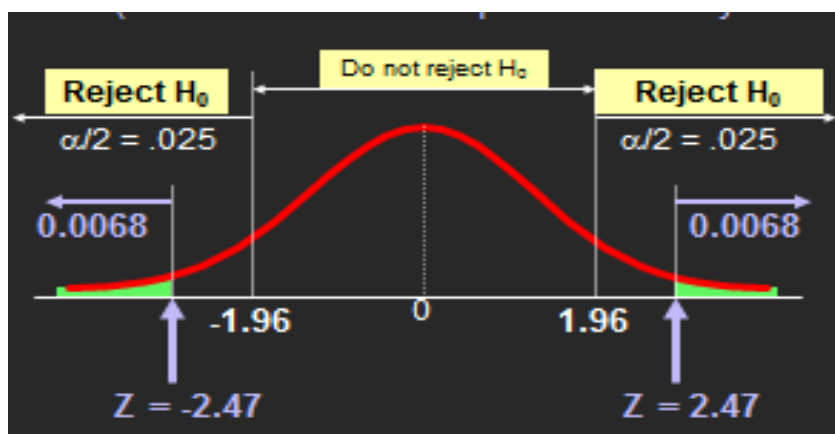 Do not reject H₀
Reject H₀
Reject H₀
α/2 = .025
α/2 = .025
0.0068
0.0068
-1.96
0
1.96
Z = -2.47
Z = 2.47